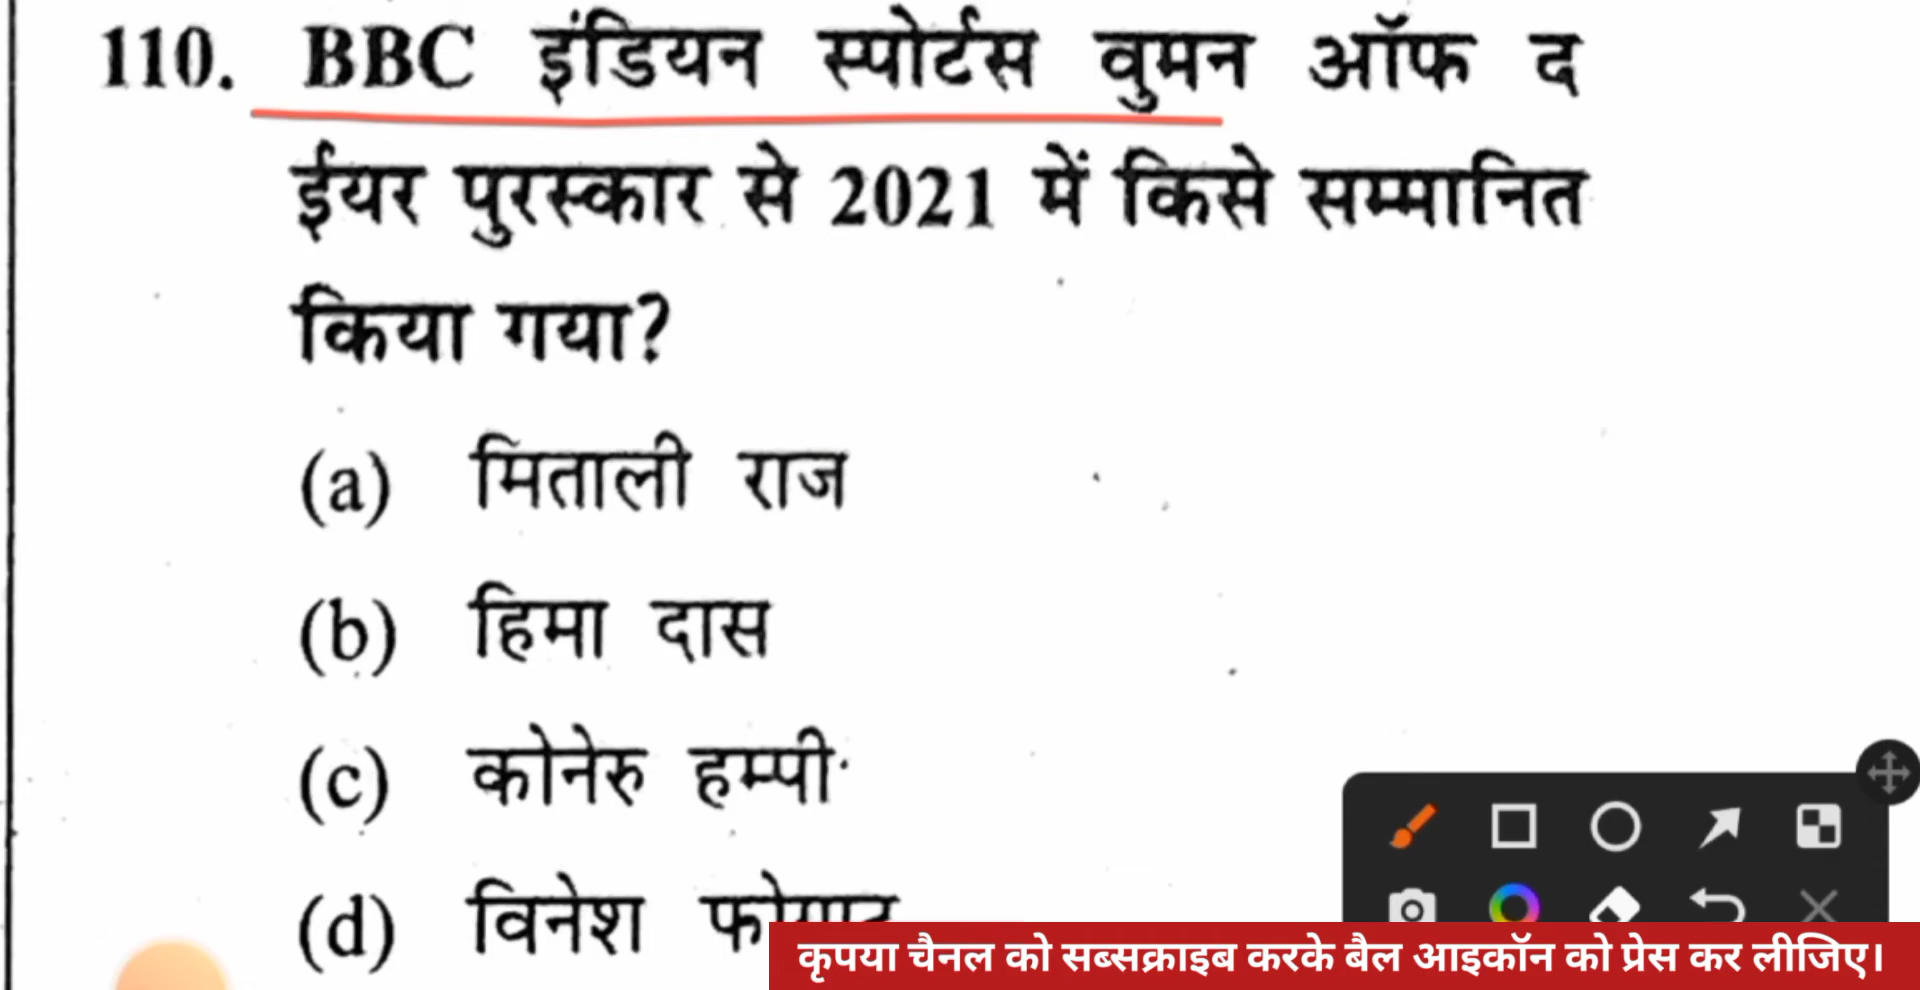 110. BBC इंडियन स्पोर्टस वुमन ऑफ द
ईयर पुरस्कार से 2021 में किसे सम्मानित
किया गया?
(a) मिताली राज
(b) हिमा दास
(c) कोनेरु हम्पी
(d) विनेश
कृपया चैनल को सब्सक्राइब करके बैल आइकॉन को प्रेस कर लीजिए।